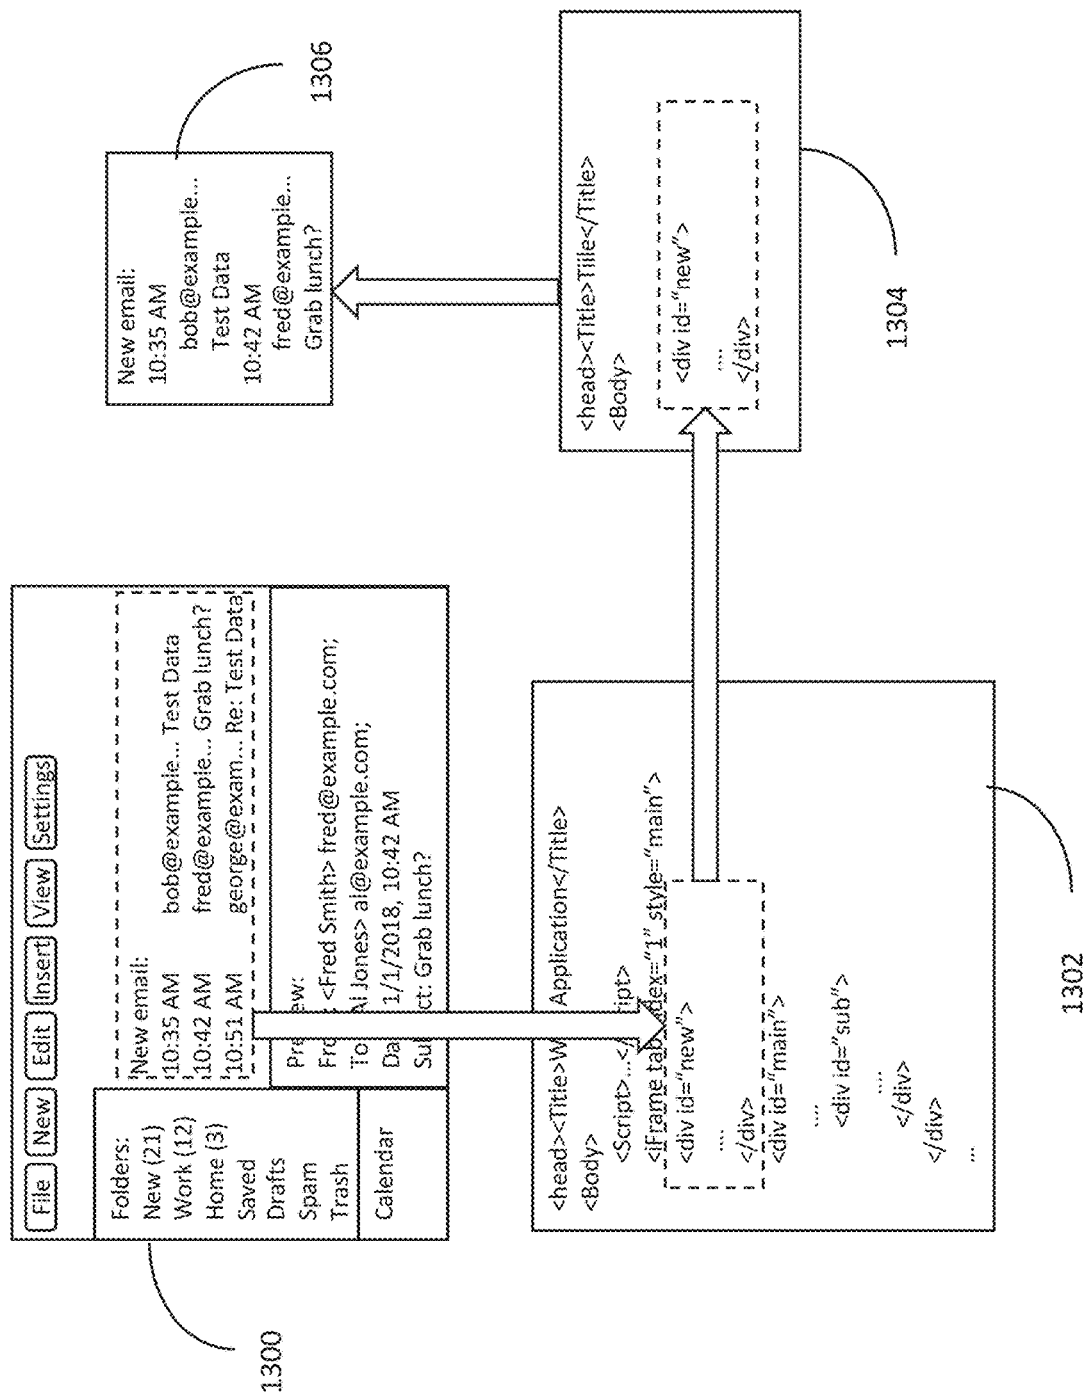 File New Edit Insert View Settings
Folders:
New (21)
Work (12)
Home (3)
Saved
Drafts
Spam
Trash
Calendar
New email:
10:35 AM bob@example... Test Data
10:42 AM fred@example... Grab lunch?
10:51 AM george@exam... Re: Test Data
<Fred Smith> fred@example.com;
To Al Jones> al@example.com;
1/1/2018, 10:42 AM
Grab lunch?
1300
<head><Title>W Application</Title>
<Body>
<Script>...</ ript>
<iFrame tab dex="1" style="main">
<div id="new">
...
</div>
<div id="main">
....
<div id="sub">
....
</div>
</div>
...
1302
<head><Title>Tiile</Title>
<Body>
<div id="new">
....
</div>
1304
New email:
10:35 AM
bob@example...
Test Data
10:42 AM
fred@example...
Grab lunch?
1306